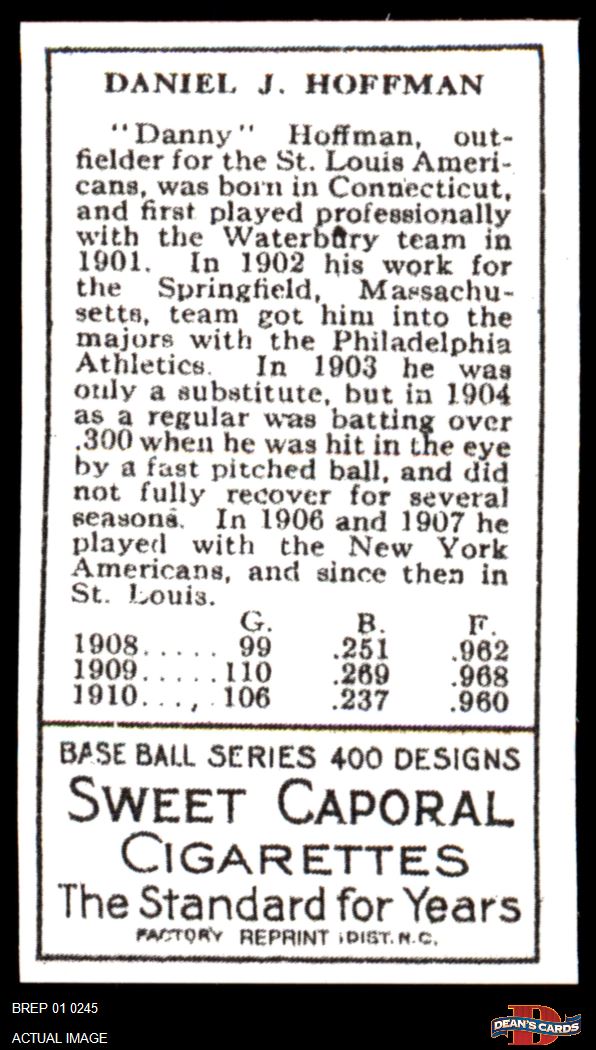 DANIEL J. HOFFMAN
"Danny" Hoffman, out-
fielder for the St. Louis Ameri-
cans, was born in Connecticut,
and first played professionally
with the Waterbury team in
1901. In 1902 his work for
the Springfield, Massachu-
setts, team got him into the
majors with the Philadelphia
Athletics. In 1903 he was
only a substitute, but in 1904
as a regular was batting over
.300 when he was hit in the eye
by a fast pitched ball, and did
not fully recover for several
seasons. In 1906 and 1907 he
played with the New York
Americans, and since then in
St. Louis.
G. B. F.
1908..... 99 .251 .962
1909.....110 .269 .968
1910...., 106 .237 .960
BASE BALL SERIES 400 DESIGNS
SWEET CAPORAL
CIGARETTES
The Standard for Years
FACTORY REPRINT DIST. N.C.
BREP 01 0245
ACTUAL IMAGE
D
DEAN'S CARDS